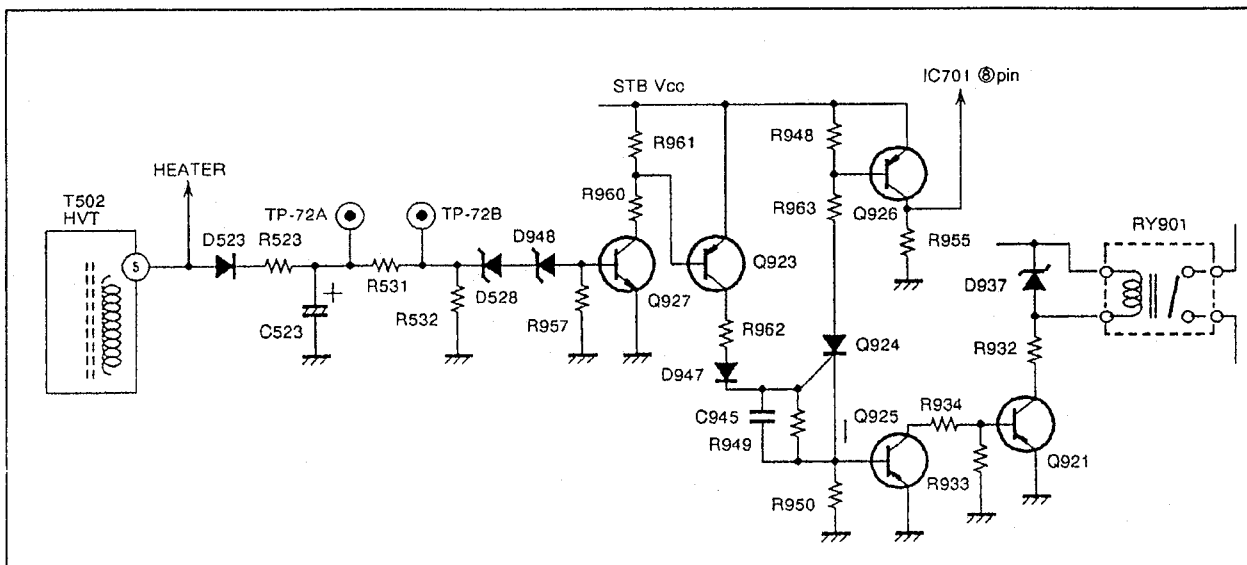 STB Vcc
IC701 ⑧pin
HEATER
T502
HVT
5
D523
R523
TP-72A
TP-72B
R531
C523
+
R532
D528
D948
R957
R961
R960
Q927
Q923
R962
D947
C945
R949
R948
R963
Q926
R955
Q924
Q925
R950
R934
R933
Q921
R932
D937
RY901